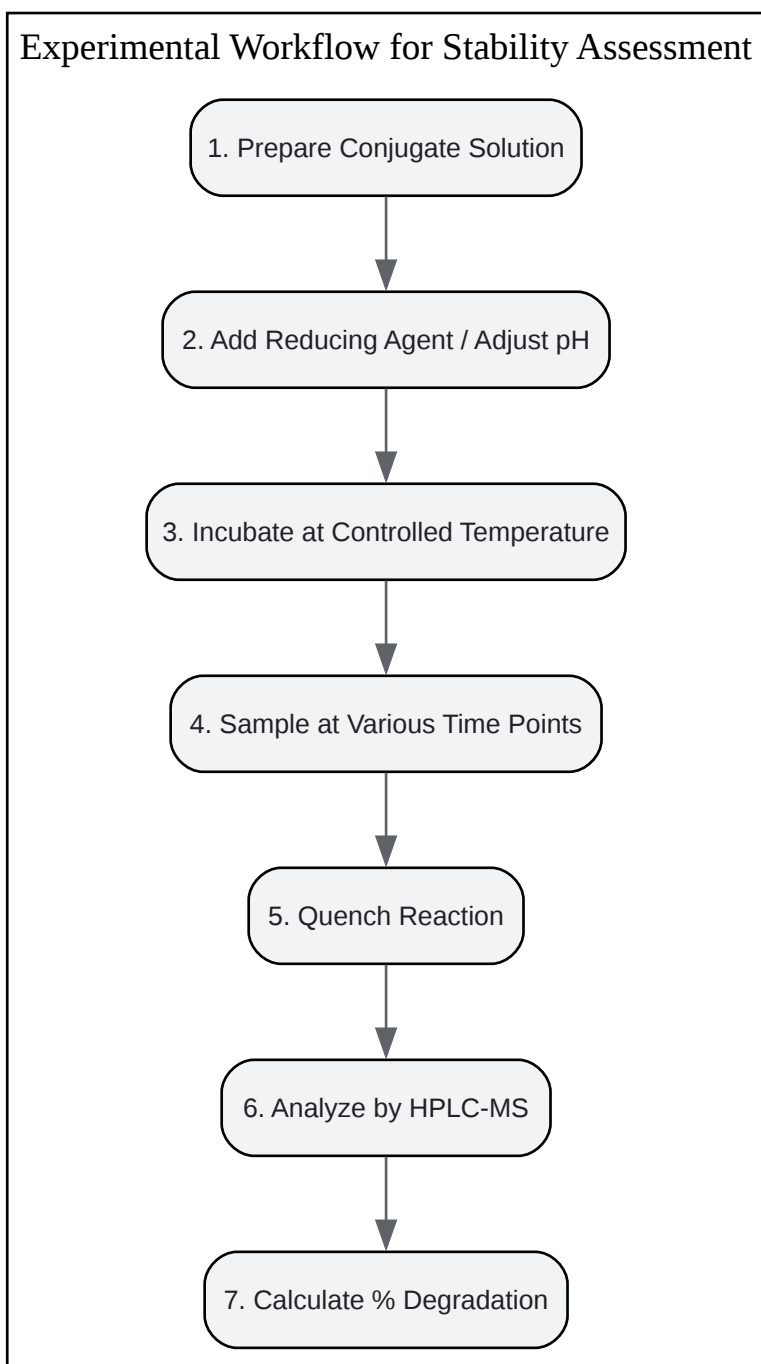 Experimental Workflow for Stability Assessment
1. Prepare Conjugate Solution
2. Add Reducing Agent / Adjust pH
3. Incubate at Controlled Temperature
4. Sample at Various Time Points
5. Quench Reaction
6. Analyze by HPLC-MS
7. Calculate % Degradation